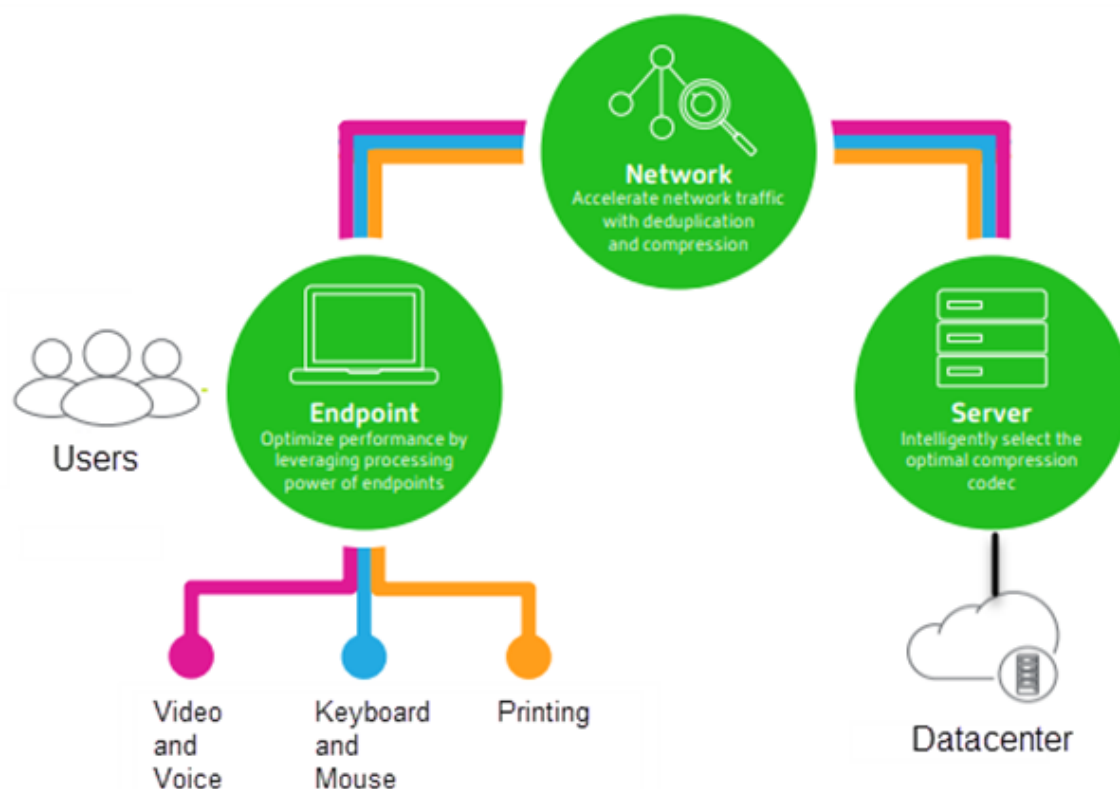 Network
Accelerate network traffic
with deduplication
and compression
Endpoint
Optimize performance by
leveraging processing
power of endpoints
Server
Intelligently select the
optimal compression
codec
Users
Video
and
Voice
Keyboard
and
Mouse
Printing
Datacenter